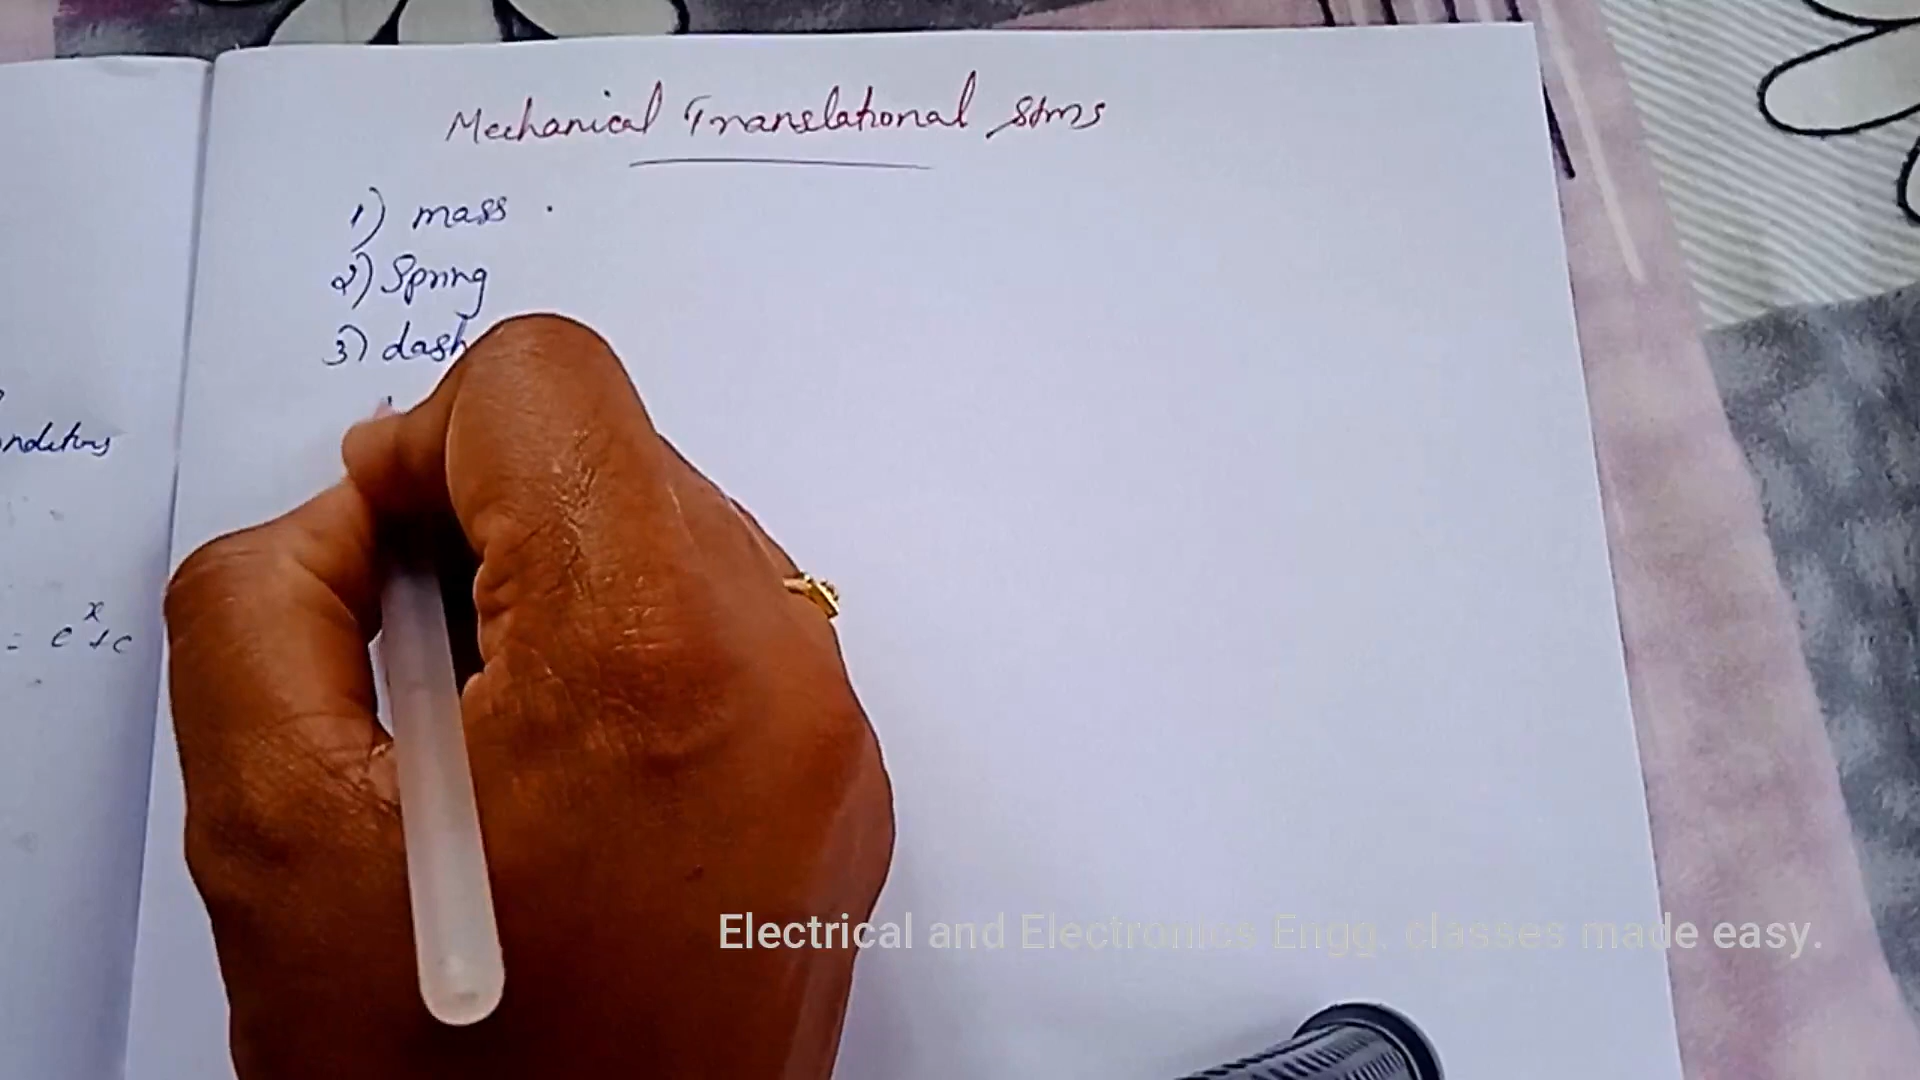 Mechanical Translational Stms
1) mass .
2) Spring
3) dash
= e^x + c
Electrical and Electronics Engg. classes made easy.